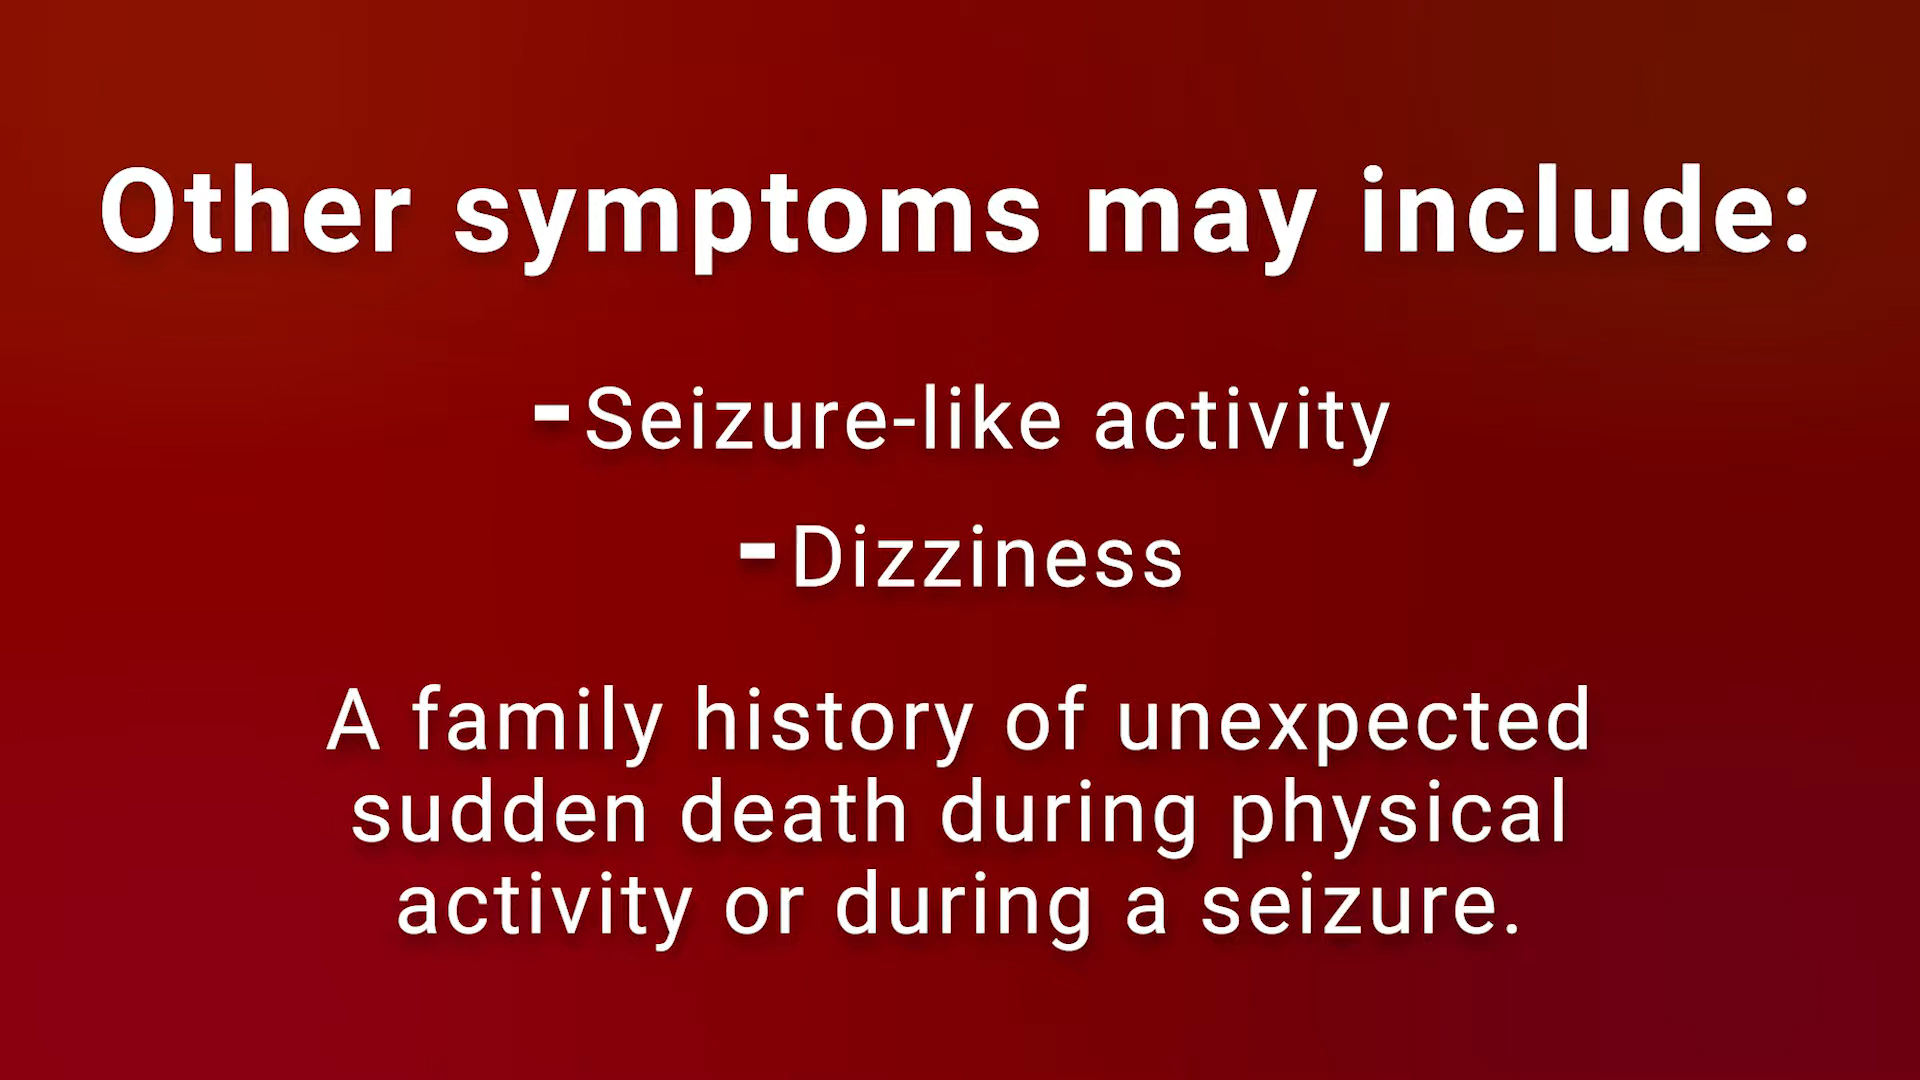 Other symptoms may include:
-Seizure-like activity
-Dizziness
A family history of unexpected
sudden death during physical
activity or during a seizure.